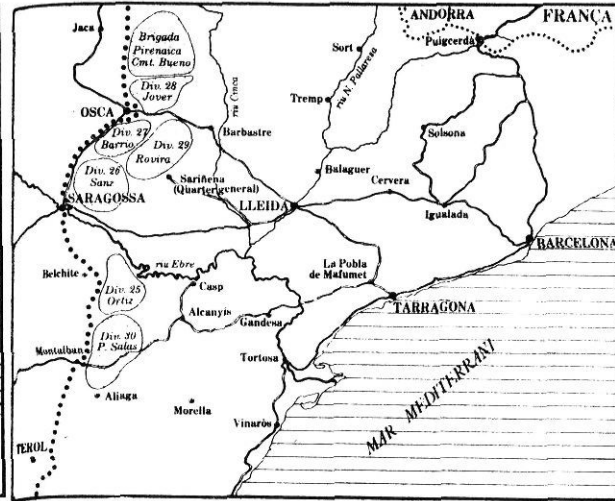 ANDORRA
FRANÇA
Jaca
Brigada
Pirenaica
Cmt. Bueno
Sort
Puigcerdà
riu N. Pallaresa
Div. 28
Jover
riu Cinca
Tremp
OSCA
Div. 27
Barrio
Div. 29
Rovira
Barbastre
Solsona
Div. 26
Sanz
Sariñena
(Quarter general)
Balaguer
Cervera
SARAGOSSA
LLEIDA
Igualada
BARCELONA
riu Ebre
Belchite
La Pobla
de Mafumet
Div. 25
Ortiz
Casp
TARRAGONA
Alcanyís
Gandesa
Div. 30
P. Salas
Montalban
Tortosa
Aliaga
Morella
MAR MEDITERRANI
Vinaròs
TEROL